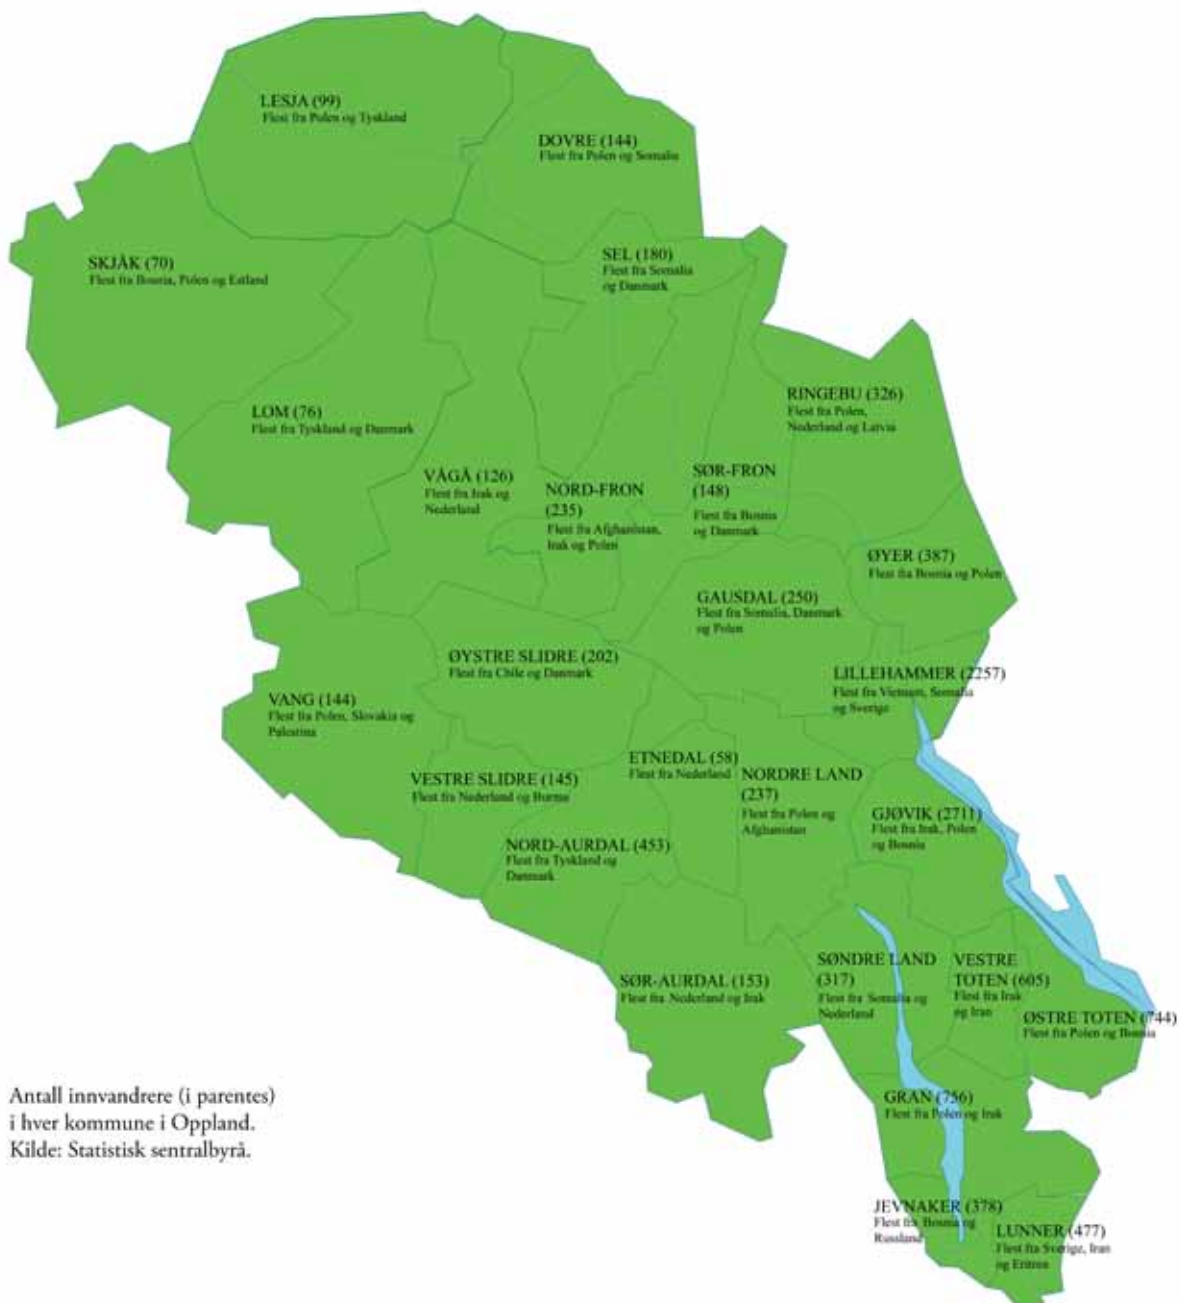 LESJA (99)
Flest fra Polen og Tyskland
DOVRE (144)
Flest fra Polen og Somalia
SKJÅK (70)
Flest fra Bosnia, Polen og Estland
SEL (180)
Flest fra Somalia
og Danmark
RINGEBU (326)
Flest fra Polen,
Nederland og Latvia
LOM (76)
Flest fra Tyskland og Danmark
VÅGÅ (126)
Flest fra Irak og
Nederland
NORD-FRON
(235)
Flest fra Afghanistan,
Irak og Polen
SØR-FRON
(148)
Flest fra Bosnia
og Danmark
ØYER (387)
Flest fra Bosnia og Polen
GAUSDAL (250)
Flest fra Somalia, Danmark
og Polen
ØYSTRE SLIDRE (202)
Flest fra Chile og Danmark
LILLEHAMMER (2257)
Flest fra Vietnam, Somalia
og Sverige
VANG (144)
Flest fra Polen, Slovakia og
Palestina
VESTRE SLIDRE (145)
Flest fra Nederland og Burma
ETNEDAL (58)
Flest fra Nederland
NORDRE LAND
(237)
Flest fra Polen og
Afghanistan
GJØVIK (2711)
Flest fra Irak, Polen
og Bosnia
NORD-AURDAL (453)
Flest fra Tyskland og
Danmark
SØR-AURDAL (153)
Flest fra Nederland og Irak
SØNDRE LAND
(317)
Flest fra Somalia og
Nederland
VESTRE
TOTEN (605)
Flest fra Irak
og Iran
ØSTRE TOTEN (744)
Flest fra Polen og Bosnia
GRAN (756)
Flest fra Polen og Irak
JEVNAKER (378)
Flest fra Bosnia og
Russland
LUNNER (477)
Flest fra Sverige, Iran
og Eritrea
Antall innvandrere (i parentes)
i hver kommune i Oppland.
Kilde: Statistisk sentralbyrå.